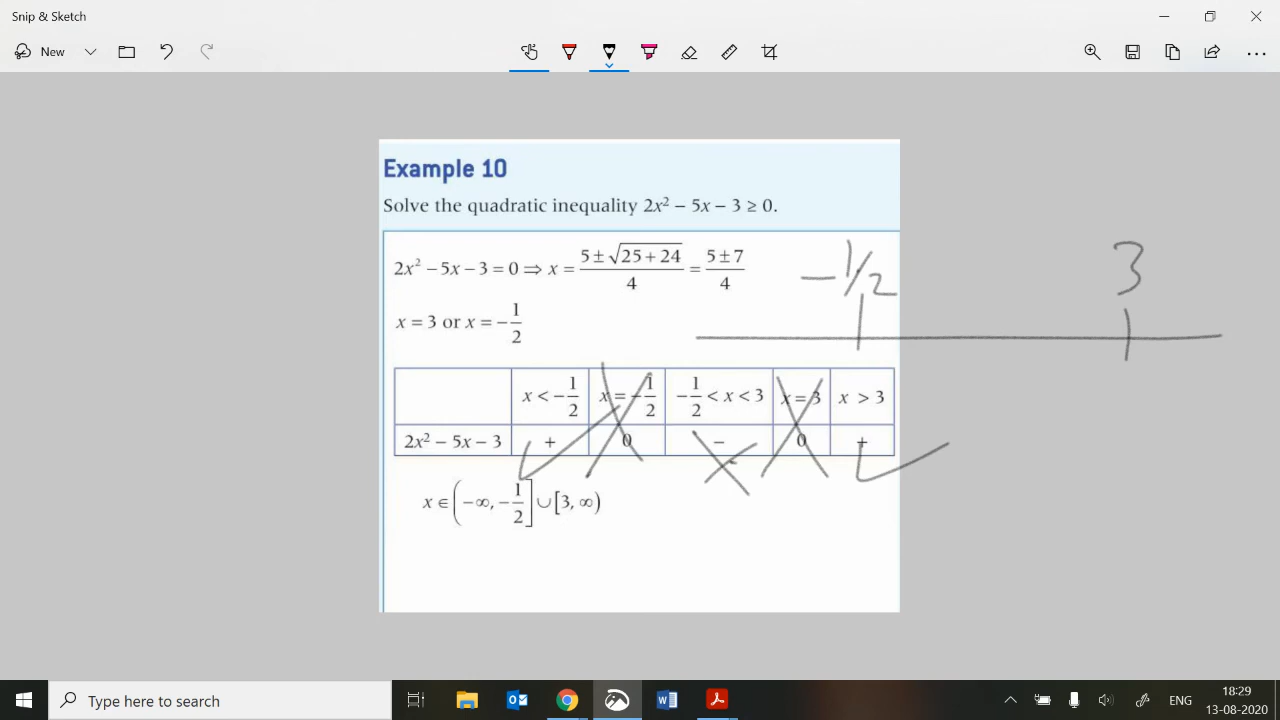 Snip & Sketch
New
Example 10
Solve the quadratic inequality 2x² − 5x − 3 ≥ 0.
2x² − 5x − 3 = 0 ⇒ x = (5 ± √(25 + 24))/4 = (5 ± 7)/4
−1/2 3
x = 3 or x = −1/2
x < −1/2 x = −1/2 −1/2 < x < 3 x = 3 x > 3
2x² − 5x − 3 + 0 − 0 +
x ∈ (−∞, −1/2] ∪ [3, ∞)
Type here to search
ENG
18:29
13-08-2020